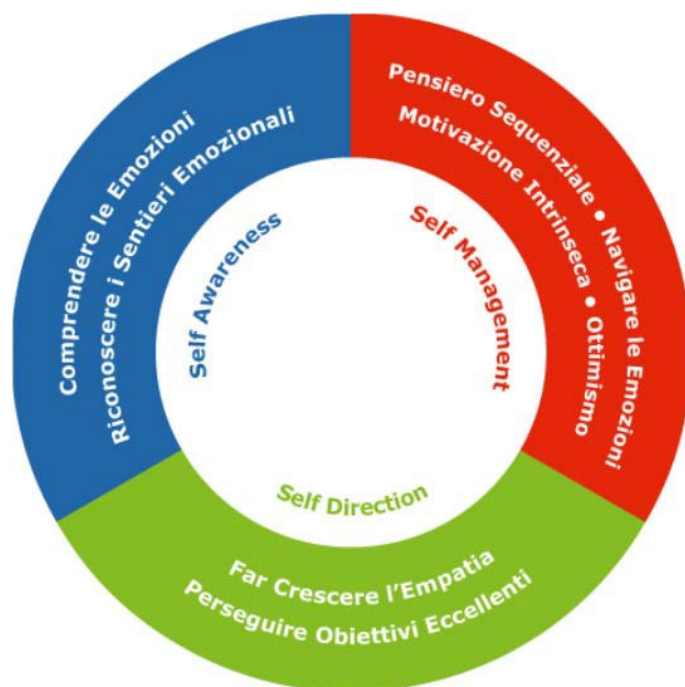 Comprendere le Emozioni
Riconoscere i Sentieri Emozionali
Self Awareness
Pensiero Sequenziale • Navigare le Emozioni
Motivazione Intrinseca • Ottimismo
Self Management
Self Direction
Far Crescere l'Empatia
Perseguire Obiettivi Eccellenti